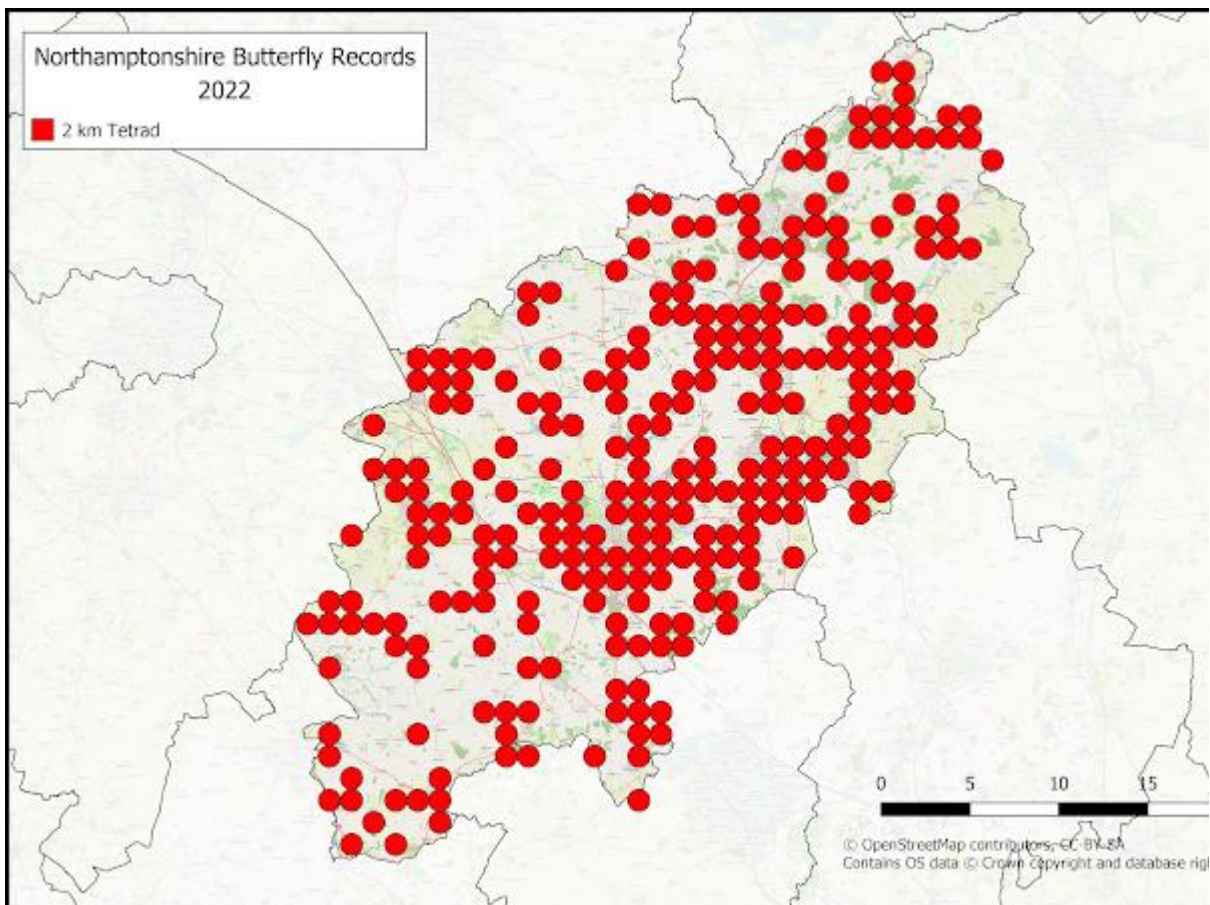 Northamptonshire Butterfly Records
2022
2 km Tetrad
0 5 10 15
© OpenStreetMap contributors, CC-BY-SA
Contains OS data © Crown copyright and database righ